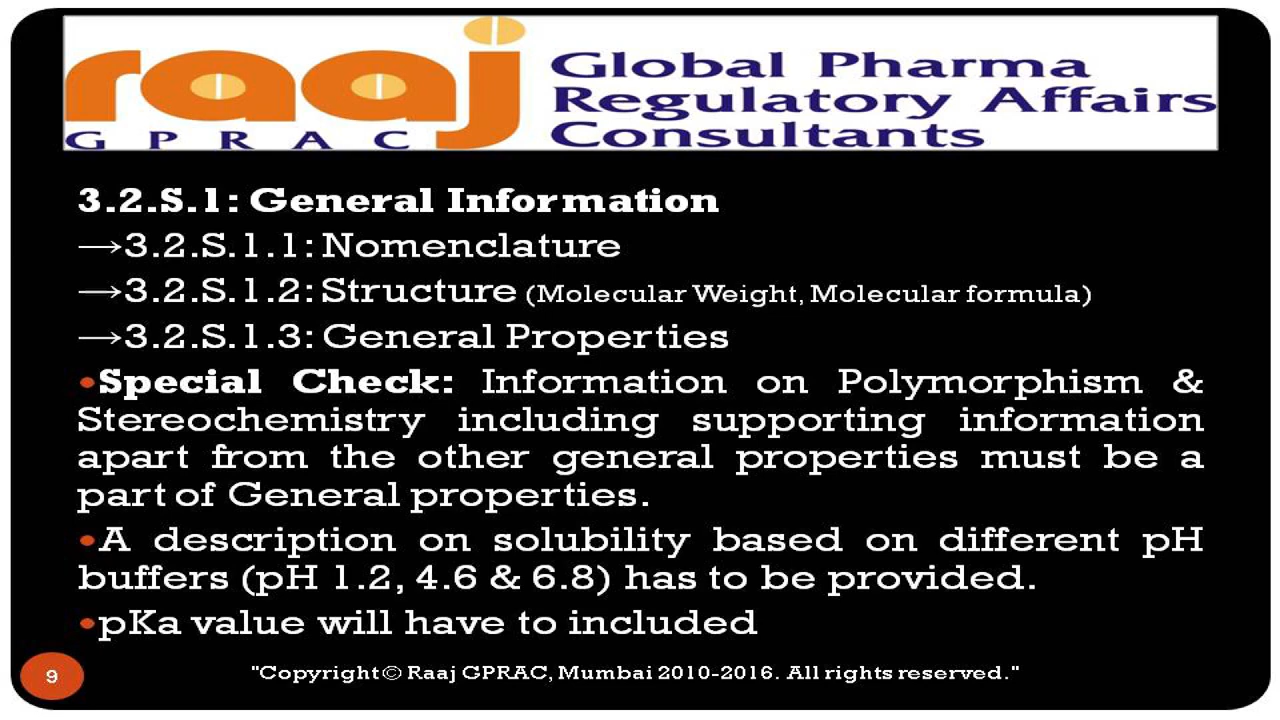 raaj
G P R A C
Global Pharma
Regulatory Affairs
Consultants
3.2.S.1: General Information
→3.2.S.1.1: Nomenclature
→3.2.S.1.2: Structure (Molecular Weight, Molecular formula)
→3.2.S.1.3: General Properties
•Special Check: Information on Polymorphism &
Stereochemistry including supporting information
apart from the other general properties must be a
part of General properties.
•A description on solubility based on different pH
buffers (pH 1.2, 4.6 & 6.8) has to be provided.
•pKa value will have to included
9
"Copyright© Raaj GPRAC, Mumbai 2010-2016. All rights reserved."